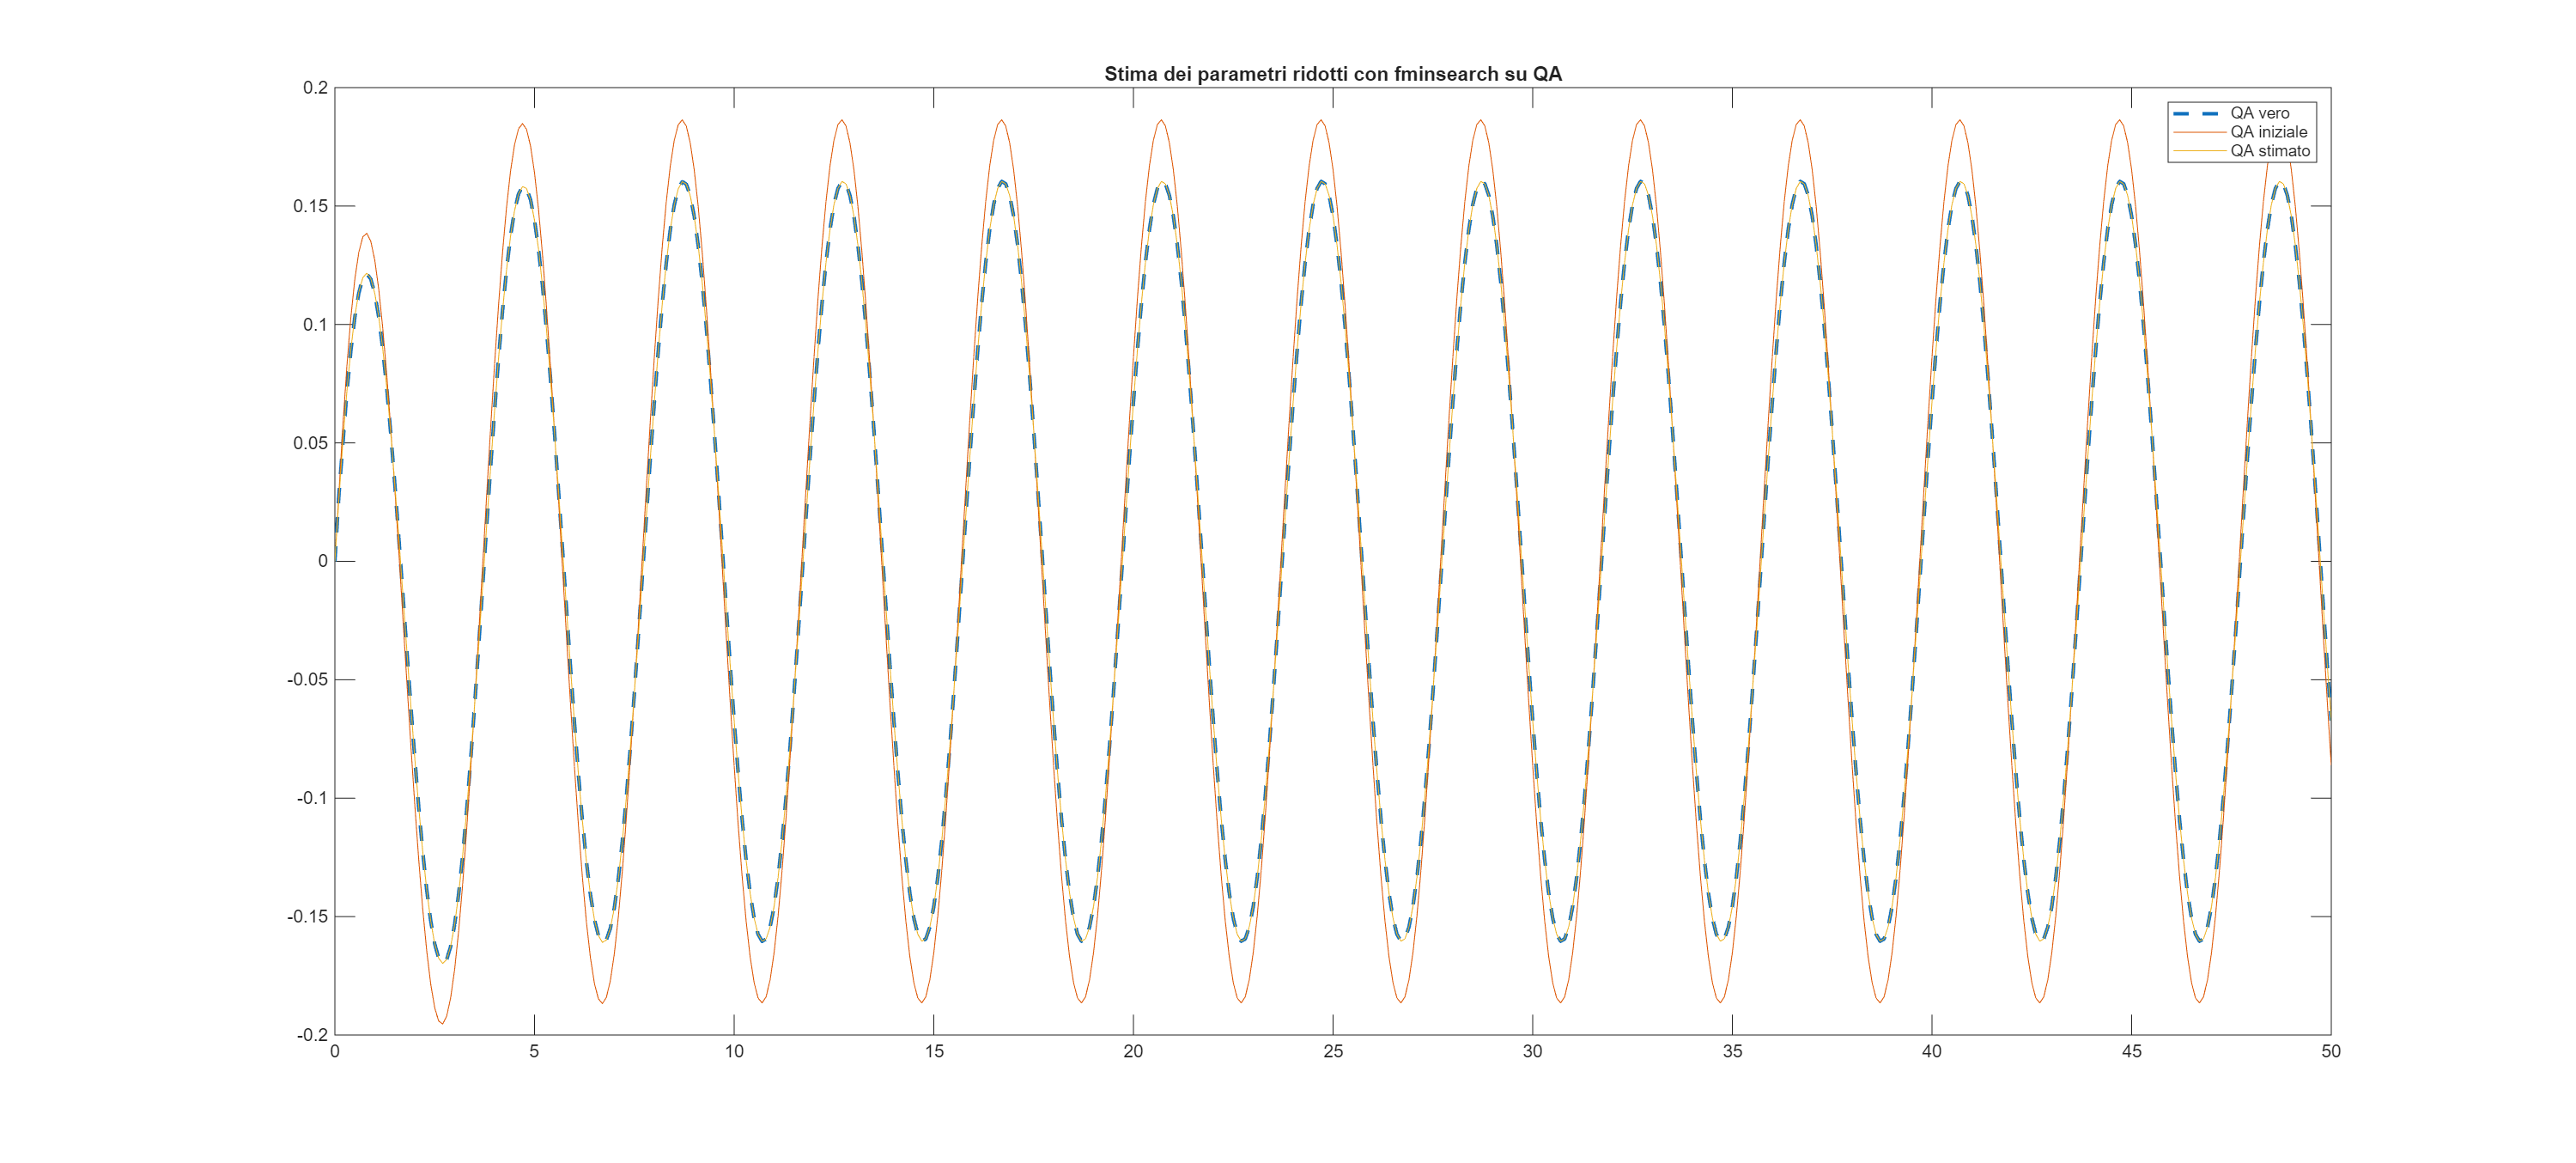 Stima dei parametri ridotti con fminsearch su QA
0.2
0.15
0.1
0.05
0
-0.05
-0.1
-0.15
-0.2
QA vero
QA iniziale
QA stimato
0 5 10 15 20 25 30 35 40 45 50